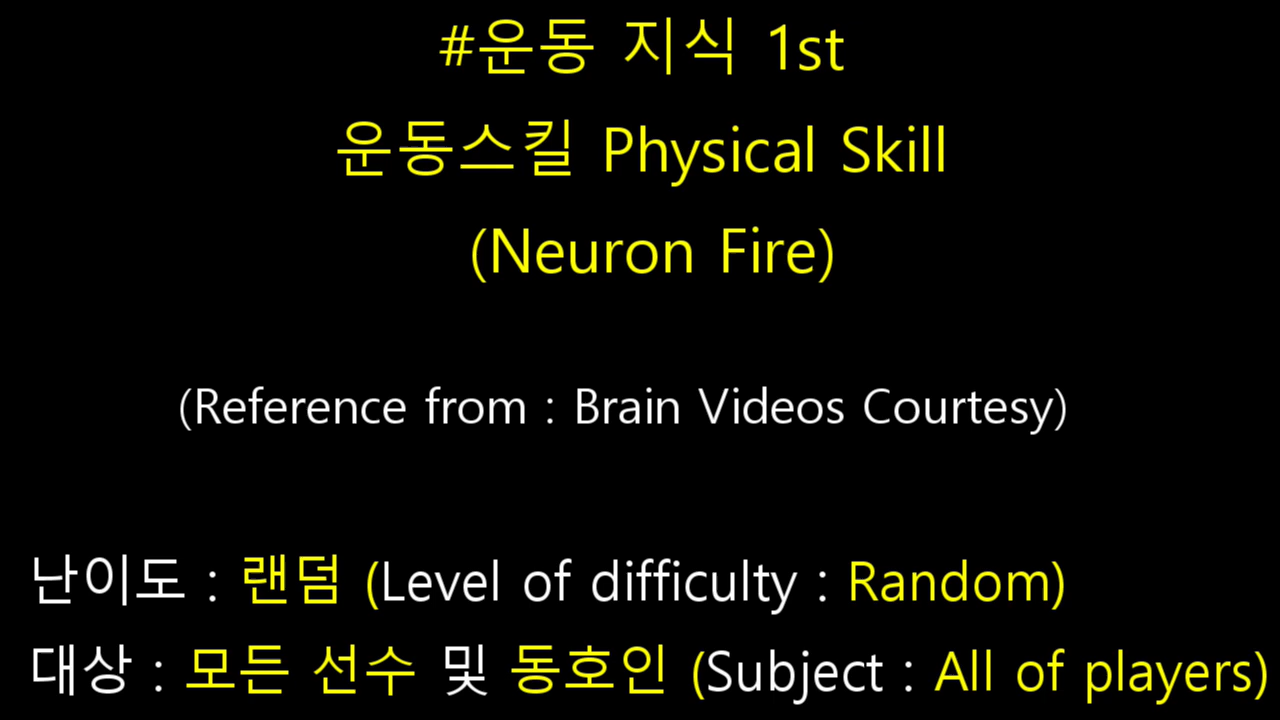 #운동 지식 1st
운동스킬 Physical Skill
(Neuron Fire)
(Reference from : Brain Videos Courtesy)
난이도 : 랜덤 (Level of difficulty : Random)
대상 : 모든 선수 및 동호인 (Subject : All of players)